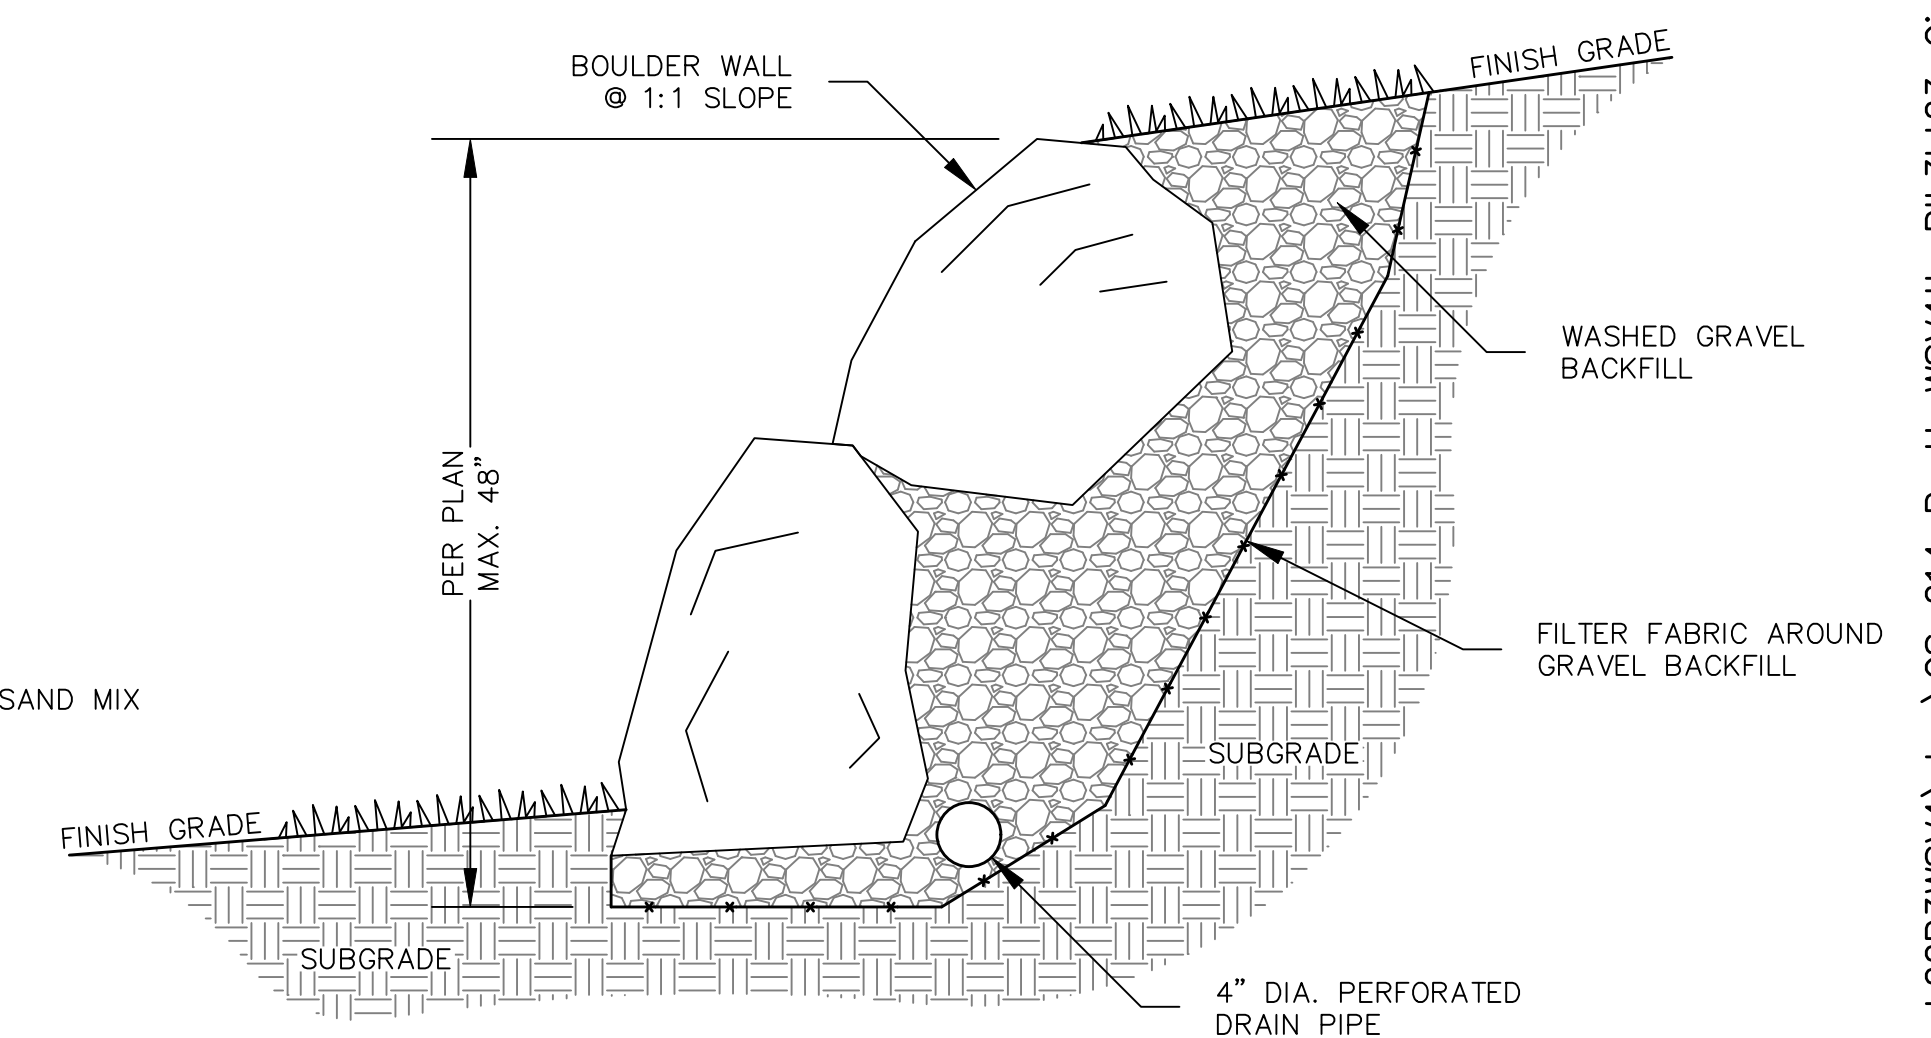 BOULDER WALL
@ 1:1 SLOPE
FINISH GRADE
WASHED GRAVEL
BACKFILL
PER PLAN
MAX. 48"
FILTER FABRIC AROUND
GRAVEL BACKFILL
SAND MIX
SUBGRADE
FINISH GRADE
SUBGRADE
4" DIA. PERFORATED
DRAIN PIPE